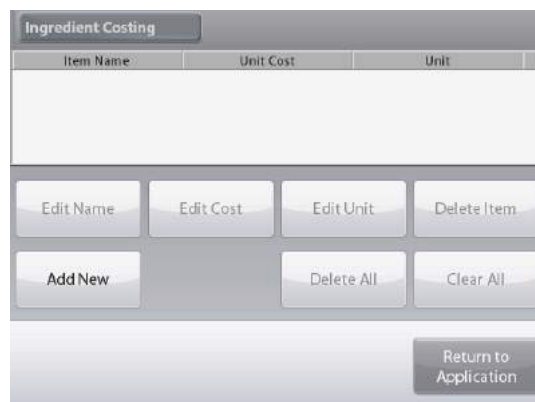 Ingredient Costing
Item Name Unit Cost Unit
Edit Name Edit Cost Edit Unit Delete Item
Add New Delete All Clear All
Return to
Application